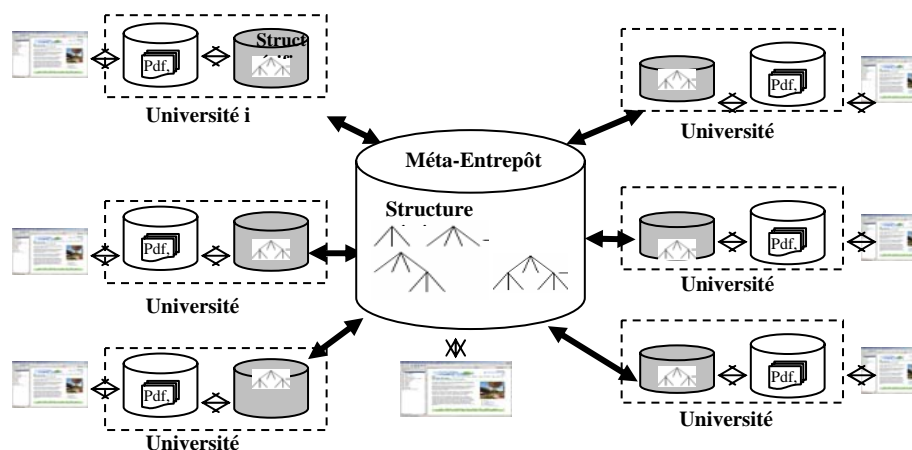 Struct
Pdf,
Université i
Pdf,
Université
Méta-Entrepôt
Structure
Pdf,
Université
Pdf,
Université
Pdf,
Université
Pdf,
Université